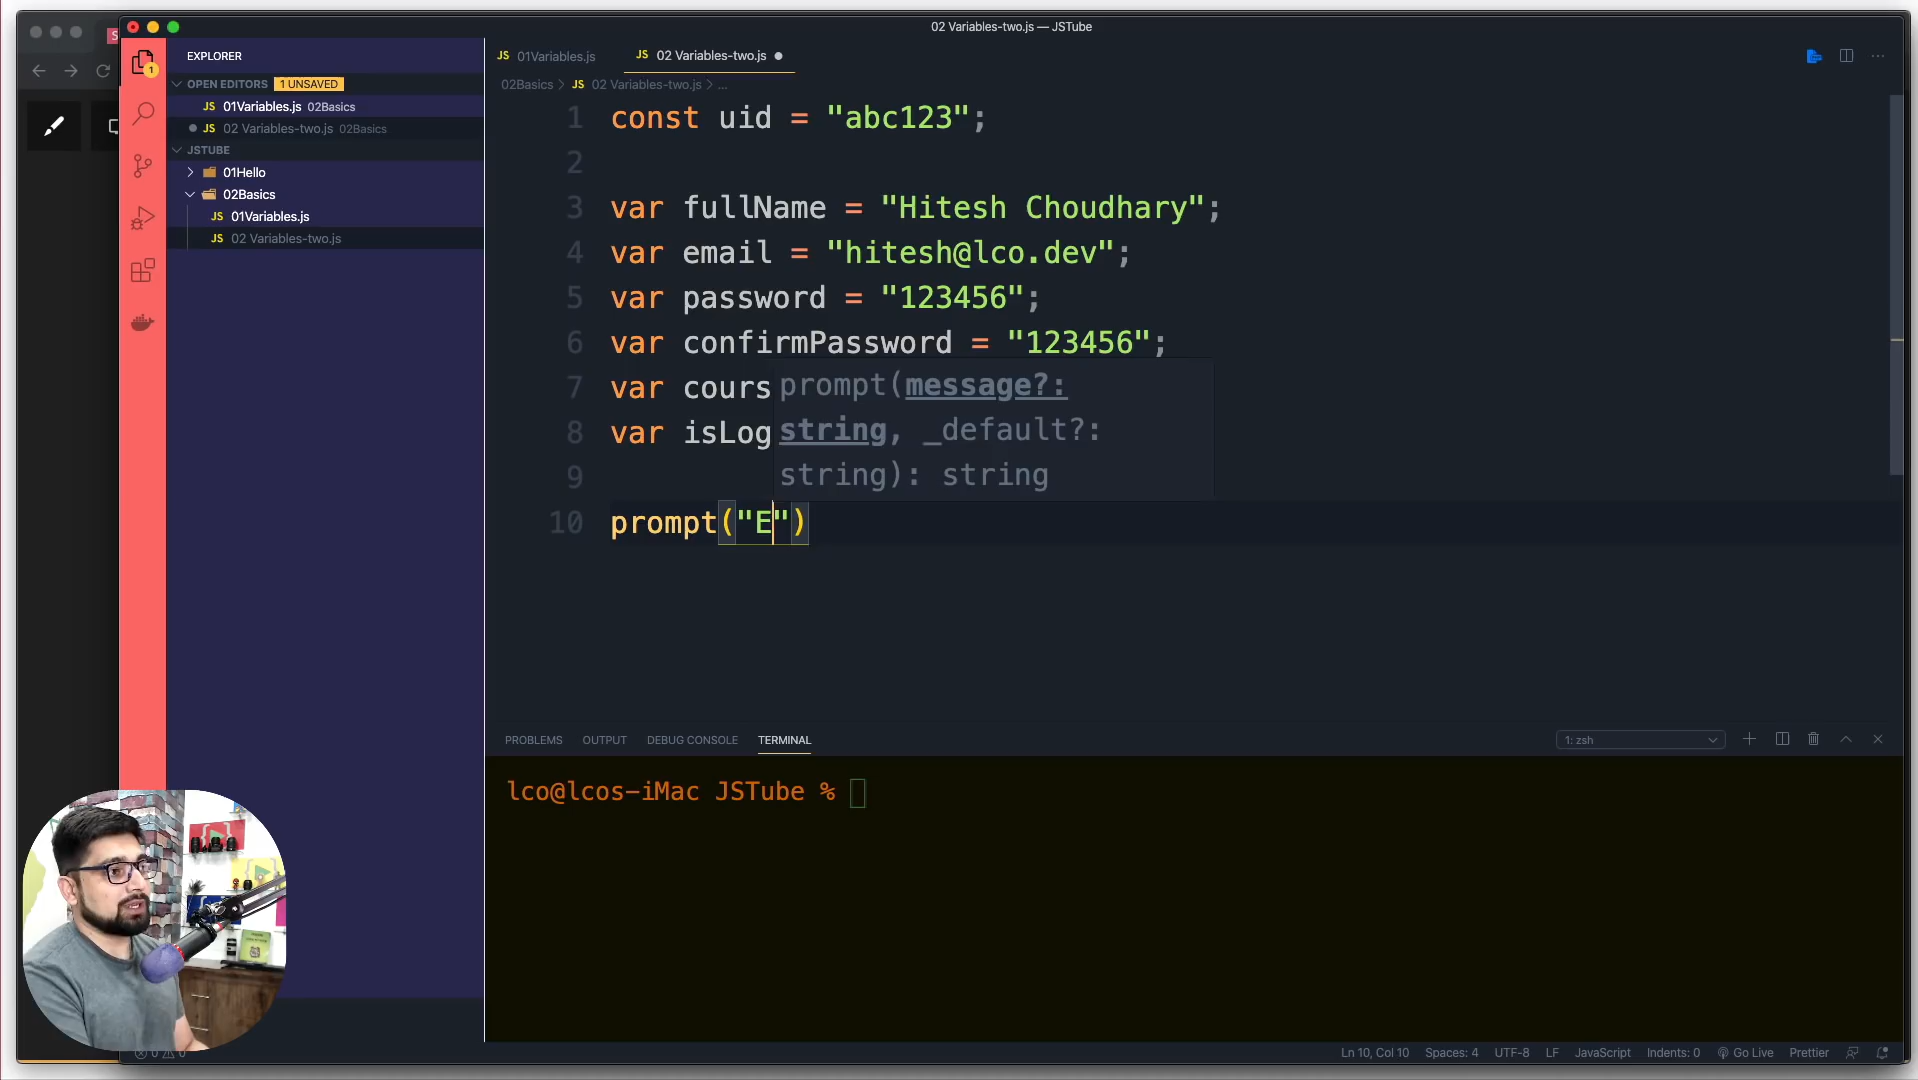 02 Variables-two.js — JSTube
S
EXPLORER
OPEN EDITORS 1 UNSAVED
JS 01Variables.js 02Basics
JS 02 Variables-two.js 02Basics
JSTUBE
01Hello
02Basics
JS 01Variables.js
JS 02 Variables-two.js
1
JS 01Variables.js
JS 02 Variables-two.js
02Basics > JS 02 Variables-two.js > ...
1 const uid = "abc123";
2
3 var fullName = "Hitesh Choudhary";
4 var email = "hitesh@lco.dev";
5 var password = "123456";
6 var confirmPassword = "123456";
7 var cours
8 var isLog
9
10 prompt("E")
prompt(message?:
string, _default?:
string): string
PROBLEMS OUTPUT DEBUG CONSOLE TERMINAL
1: zsh
lco@lcos-iMac JSTube %
0 0
Ln 10, Col 10 Spaces: 4 UTF-8 LF JavaScript Indents: 0 Go Live Prettier